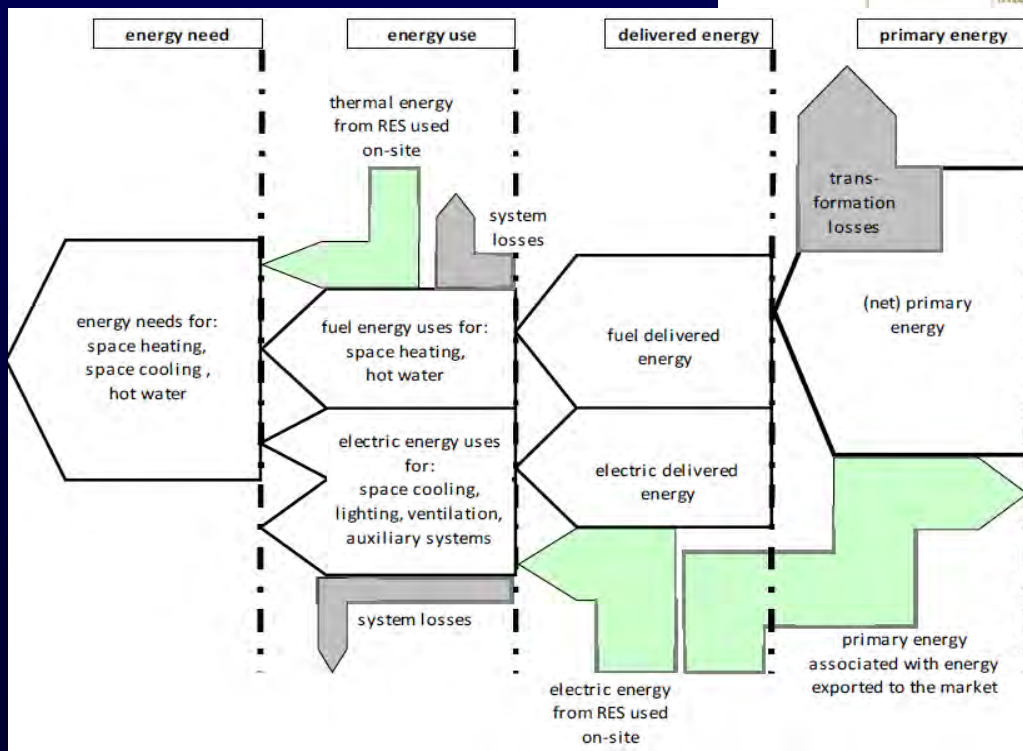 energy need
energy use
delivered energy
primary energy
thermal energy
from RES used
on-site
system
losses
trans-
formation
losses
energy needs for:
space heating,
space cooling ,
hot water
fuel energy uses for:
space heating,
hot water
fuel delivered
energy
(net) primary
energy
electric energy uses
for:
space cooling,
lighting, ventilation,
auxiliary systems
electric delivered
energy
system losses
electric energy
from RES used
on-site
primary energy
associated with energy
exported to the market